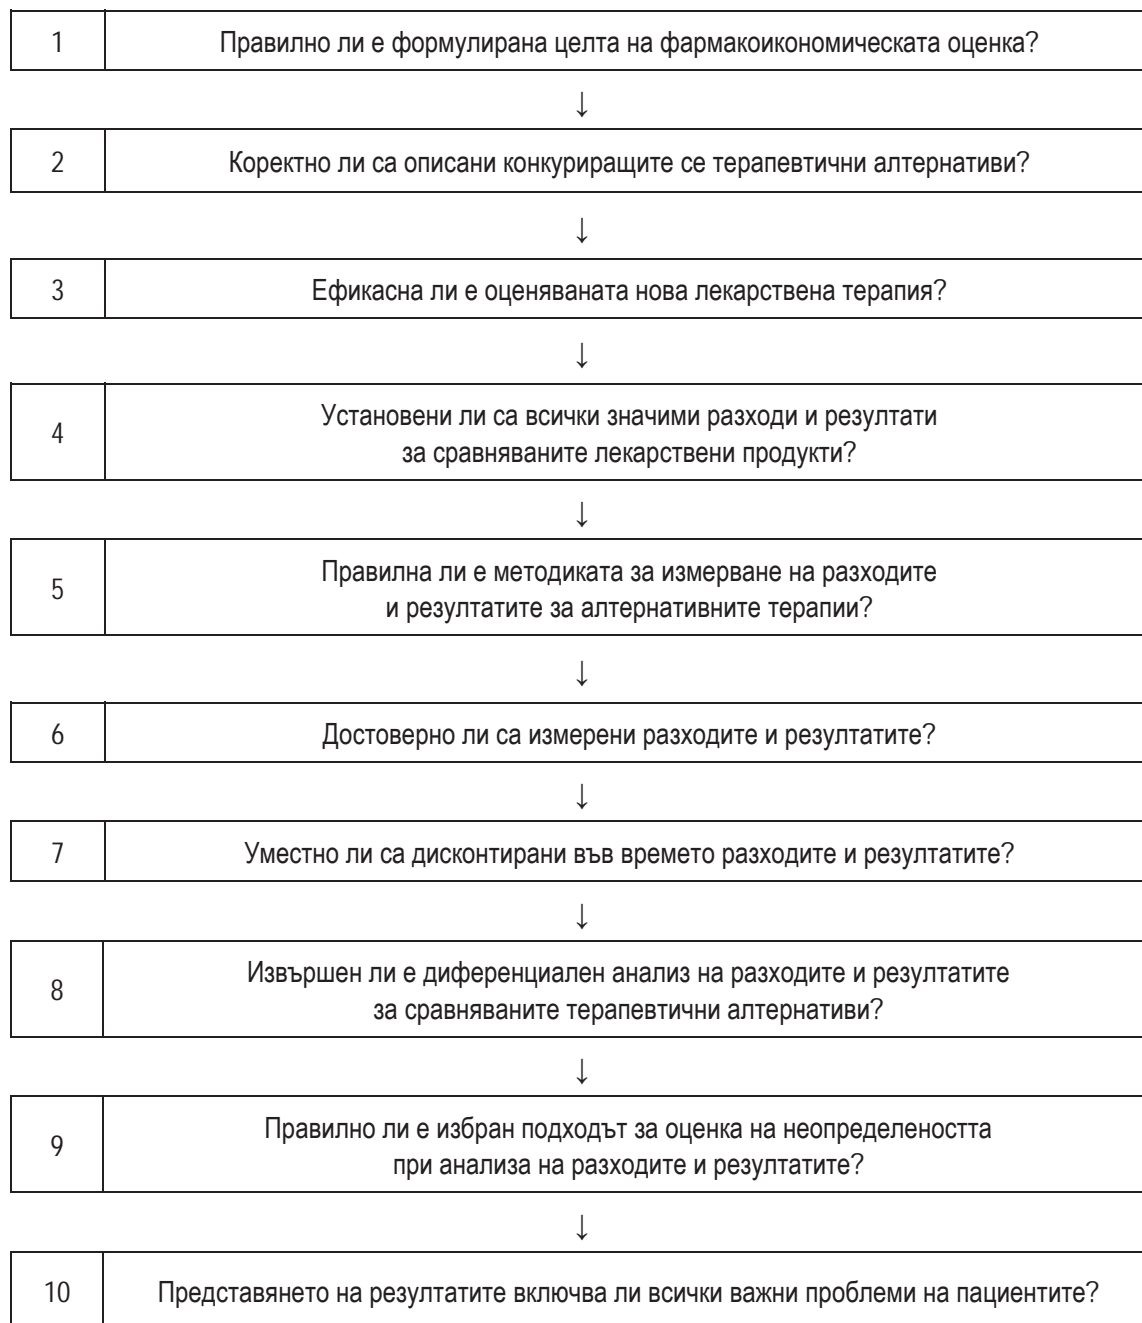 1 Правилно ли е формулирана целта на фармакоикономическата оценка?
↓
2 Коректно ли са описани конкуриращите се терапевтични алтернативи?
↓
3 Ефикасна ли е оценяваната нова лекарствена терапия?
↓
4 Установени ли са всички значими разходи и резултати
за сравняваните лекарствени продукти?
↓
5 Правилна ли е методиката за измерване на разходите
и резултатите за алтернативните терапии?
↓
6 Достоверно ли са измерени разходите и резултатите?
↓
7 Уместно ли са дисконтирани във времето разходите и резултатите?
↓
8 Извършен ли е диференциален анализ на разходите и резултатите
за сравняваните терапевтични алтернативи?
↓
9 Правилно ли е избран подходът за оценка на неопределеността
при анализа на разходите и резултатите?
↓
10 Представянето на резултатите включва ли всички важни проблеми на пациентите?